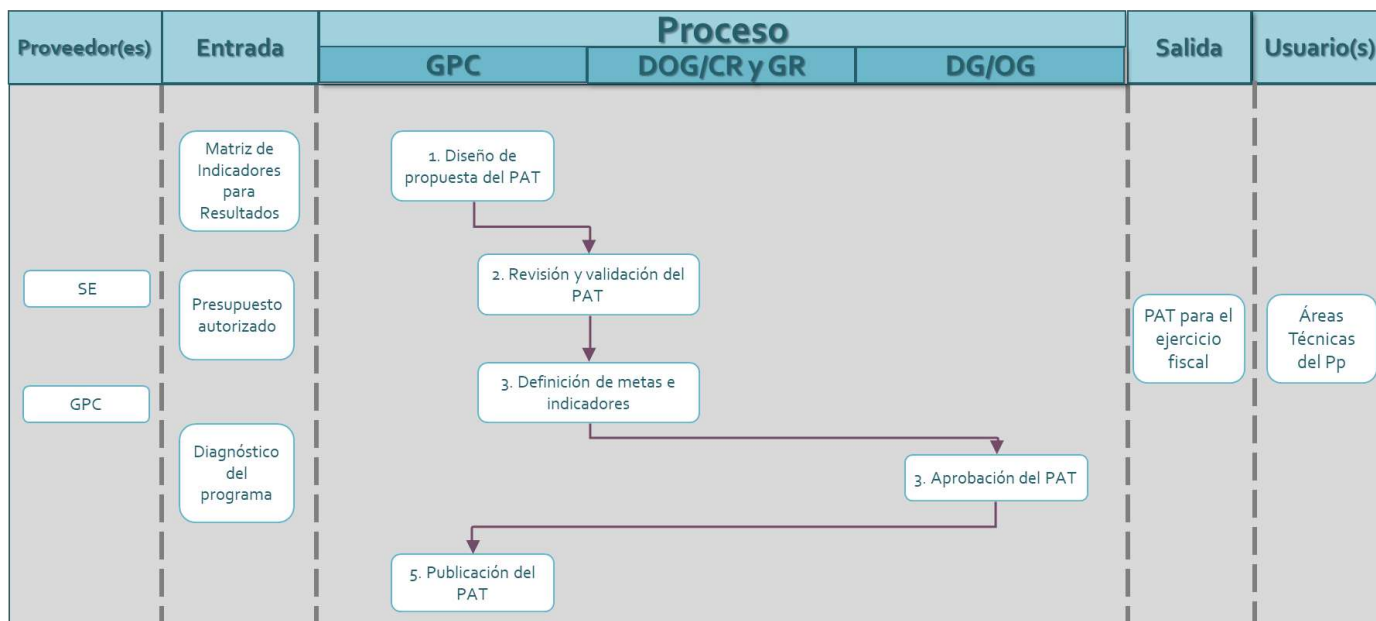 Proveedor(es)
Entrada
Proceso
GPC
DOG/CR y GR
DG/OG
Salida
Usuario(s)
SE
GPC
Matriz de
Indicadores
para
Resultados
Presupuesto
autorizado
Diagnóstico
del
programa
1. Diseño de
propuesta del PAT
2. Revisión y validación del
PAT
3. Definición de metas e
indicadores
3. Aprobación del PAT
5. Publicación del
PAT
PAT para el
ejercicio
fiscal
Áreas
Técnicas
del Pp